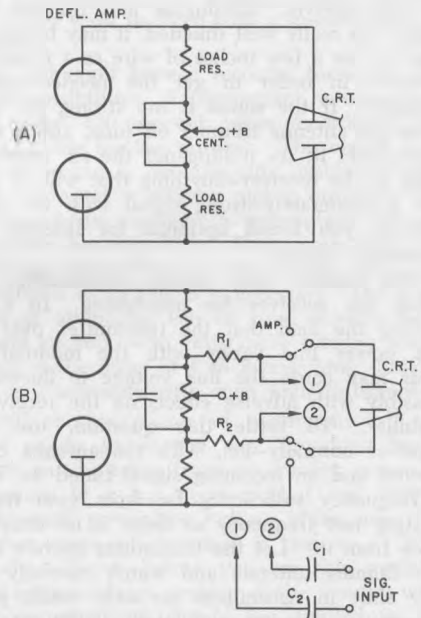 DEFL. AMP.
LOAD
RES.
C.R.T.
(A)
+B
CENT.
LOAD
RES.
AMP.
R1
C.R.T.
1
(B)
+B
2
R2
1 2
C1
SIG.
INPUT
C2